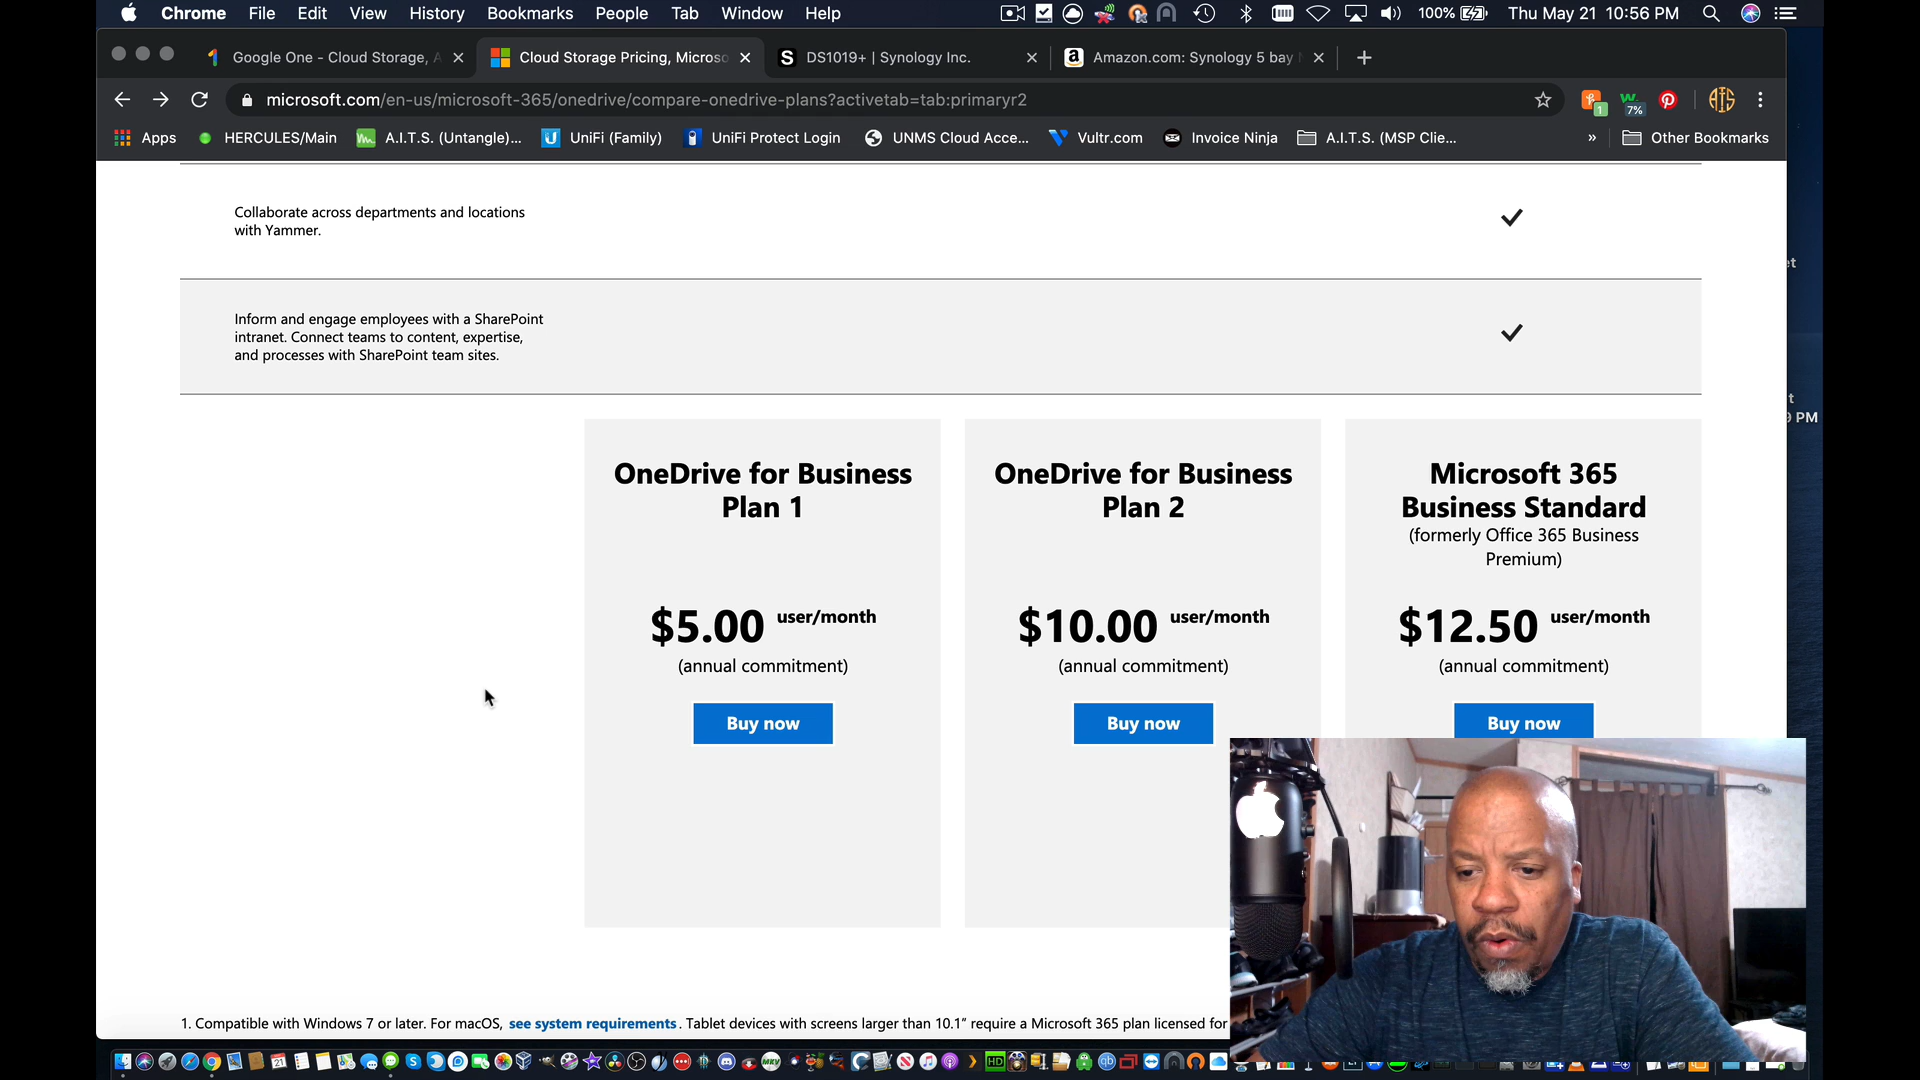 Chrome File Edit View History Bookmarks People Tab Window Help 100% Thu May 21 10:56 PM
Google One - Cloud Storage, A
Cloud Storage Pricing, Micros
DS1019+ | Synology Inc.
Amazon.com: Synology 5 bay
microsoft.com/en-us/microsoft-365/onedrive/compare-onedrive-plans?activetab=tab:primaryr2
1
7%
Apps HERCULES/Main A.I.T.S. (Untangle)... UniFi (Family) UniFi Protect Login UNMS Cloud Acce... Vultr.com Invoice Ninja A.I.T.S. (MSP Clie... » Other Bookmarks
Collaborate across departments and locations
with Yammer.
Inform and engage employees with a SharePoint
intranet. Connect teams to content, expertise,
and processes with SharePoint team sites.
OneDrive for Business
Plan 1
$5.00 user/month
(annual commitment)
Buy now
OneDrive for Business
Plan 2
$10.00 user/month
(annual commitment)
Buy now
Microsoft 365
Business Standard
(formerly Office 365 Business
Premium)
$12.50 user/month
(annual commitment)
Buy now
1. Compatible with Windows 7 or later. For macOS, see system requirements. Tablet devices with screens larger than 10.1" require a Microsoft 365 plan licensed for
PM